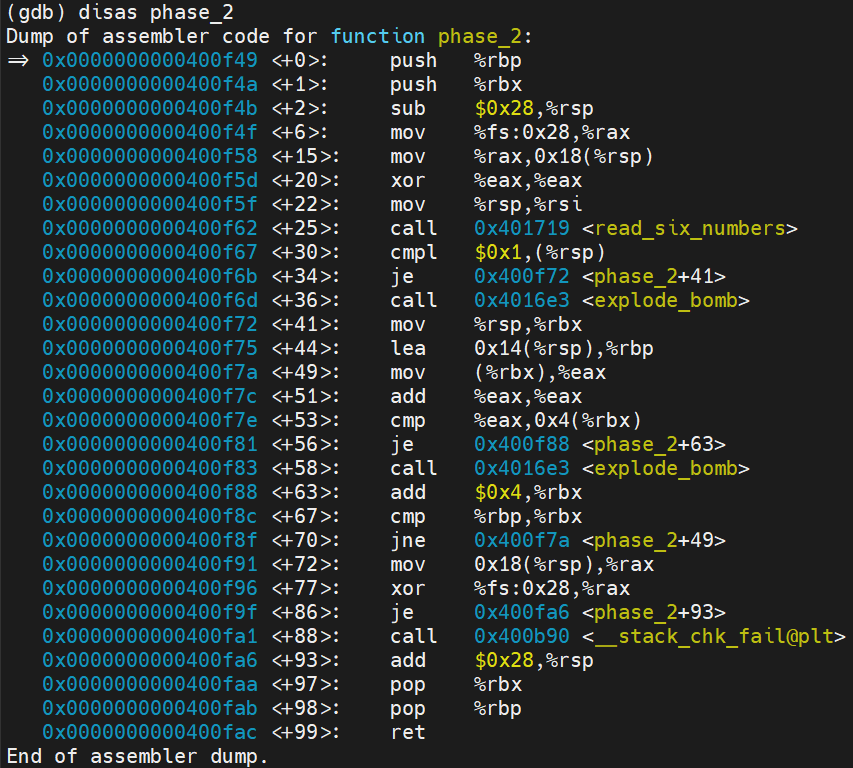 (gdb) disas phase_2
Dump of assembler code for function phase_2:
=> 0x0000000000400f49 <+0>:    push   %rbp
   0x0000000000400f4a <+1>:    push   %rbx
   0x0000000000400f4b <+2>:    sub    $0x28,%rsp
   0x0000000000400f4f <+6>:    mov    %fs:0x28,%rax
   0x0000000000400f58 <+15>:   mov    %rax,0x18(%rsp)
   0x0000000000400f5d <+20>:   xor    %eax,%eax
   0x0000000000400f5f <+22>:   mov    %rsp,%rsi
   0x0000000000400f62 <+25>:   call   0x401719 <read_six_numbers>
   0x0000000000400f67 <+30>:   cmpl   $0x1,(%rsp)
   0x0000000000400f6b <+34>:   je     0x400f72 <phase_2+41>
   0x0000000000400f6d <+36>:   call   0x4016e3 <explode_bomb>
   0x0000000000400f72 <+41>:   mov    %rsp,%rbx
   0x0000000000400f75 <+44>:   lea    0x14(%rsp),%rbp
   0x0000000000400f7a <+49>:   mov    (%rbx),%eax
   0x0000000000400f7c <+51>:   add    %eax,%eax
   0x0000000000400f7e <+53>:   cmp    %eax,0x4(%rbx)
   0x0000000000400f81 <+56>:   je     0x400f88 <phase_2+63>
   0x0000000000400f83 <+58>:   call   0x4016e3 <explode_bomb>
   0x0000000000400f88 <+63>:   add    $0x4,%rbx
   0x0000000000400f8c <+67>:   cmp    %rbp,%rbx
   0x0000000000400f8f <+70>:   jne    0x400f7a <phase_2+49>
   0x0000000000400f91 <+72>:   mov    0x18(%rsp),%rax
   0x0000000000400f96 <+77>:   xor    %fs:0x28,%rax
   0x0000000000400f9f <+86>:   je     0x400fa6 <phase_2+93>
   0x0000000000400fa1 <+88>:   call   0x400b90 <__stack_chk_fail@plt>
   0x0000000000400fa6 <+93>:   add    $0x28,%rsp
   0x0000000000400faa <+97>:   pop    %rbx
   0x0000000000400fab <+98>:   pop    %rbp
   0x0000000000400fac <+99>:   ret
End of assembler dump.